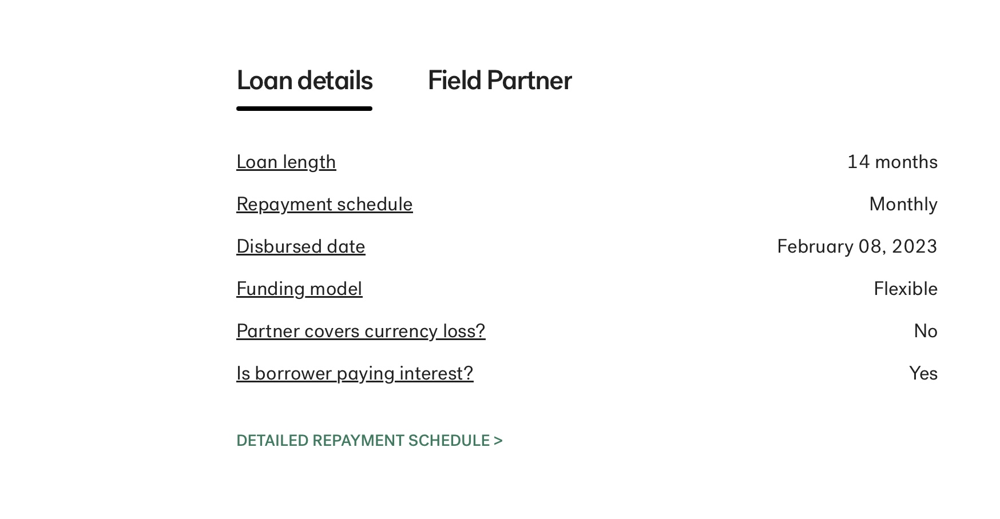 Loan details Field Partner
Loan length 14 months
Repayment schedule Monthly
Disbursed date February 08, 2023
Funding model Flexible
Partner covers currency loss? No
Is borrower paying interest? Yes
DETAILED REPAYMENT SCHEDULE >